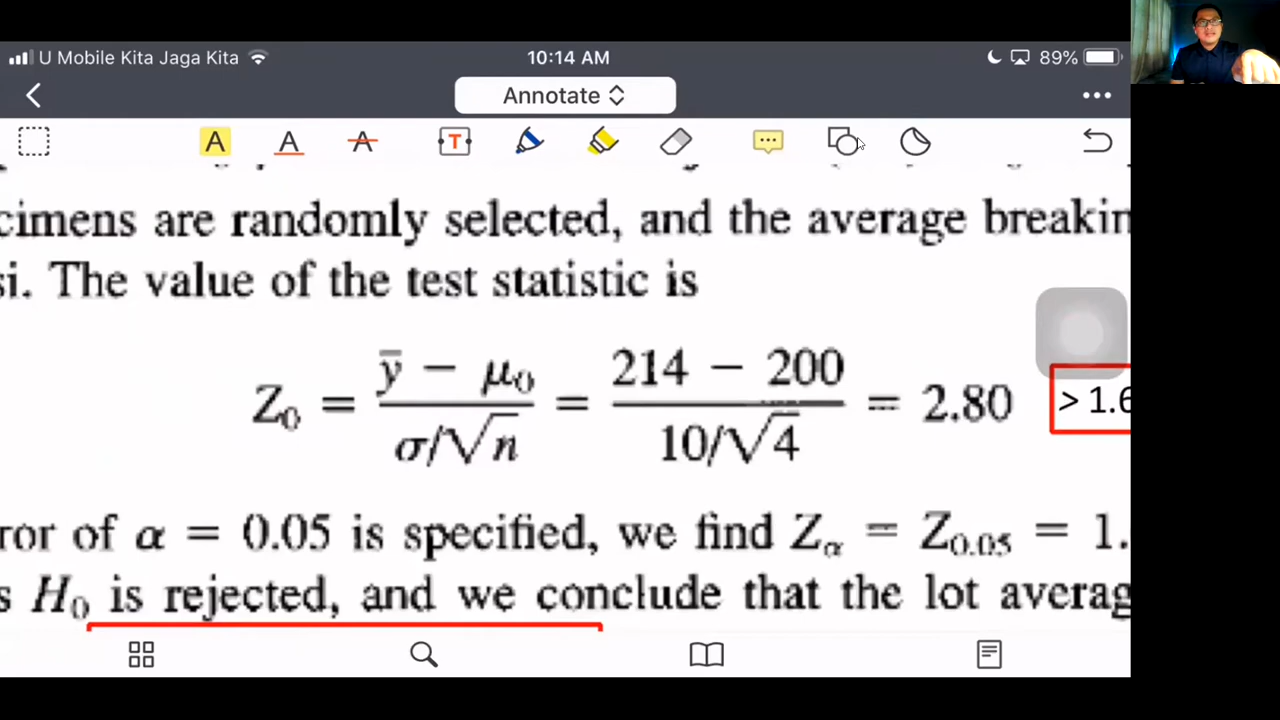 U Mobile Kita Jaga Kita 10:14 AM 89%
Annotate
A A A T
cimens are randomly selected, and the average breakin
si. The value of the test statistic is
Z₀ = (ȳ − μ₀)/(σ/√n) = (214 − 200)/(10/√4) = 2.80 > 1.6
ror of α = 0.05 is specified, we find Zα = Z₀.₀₅ = 1.
s H₀ is rejected, and we conclude that the lot averag